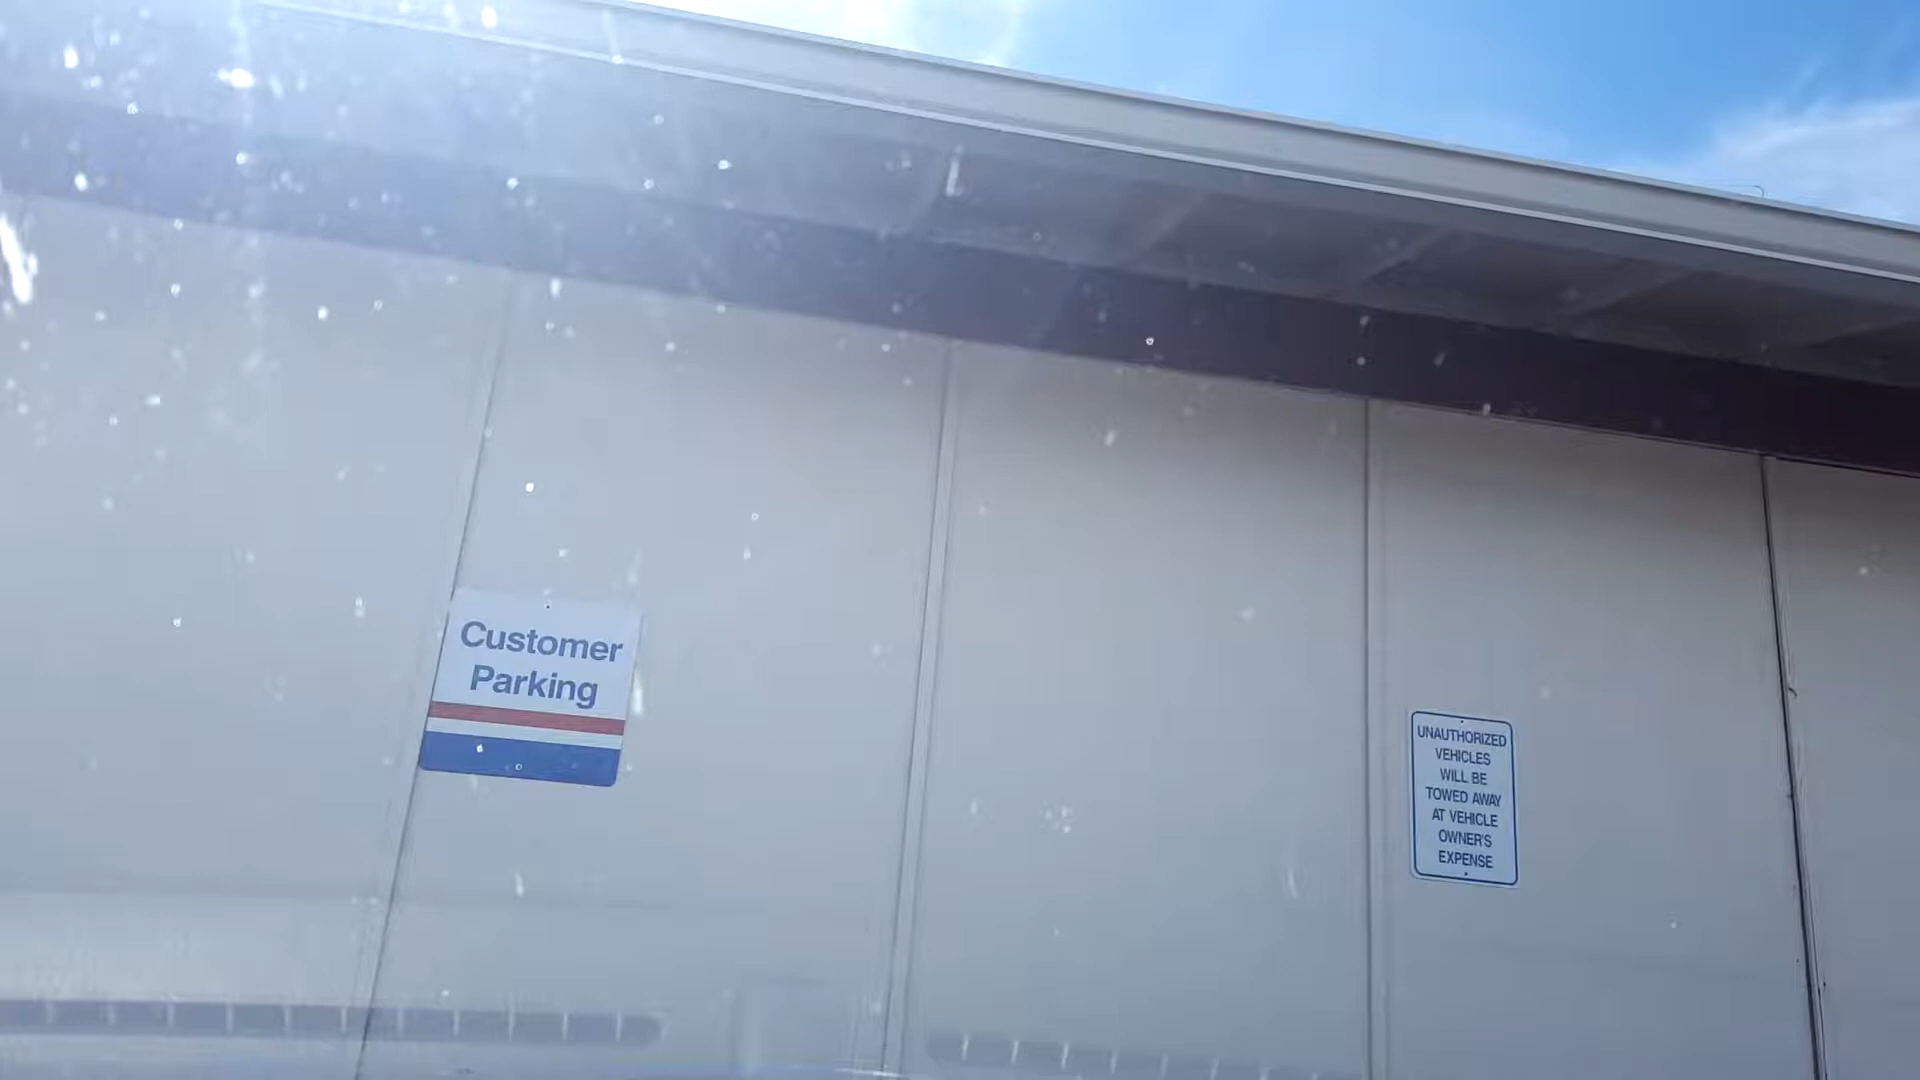 Customer
Parking
UNAUTHORIZED
VEHICLES
WILL BE
TOWED AWAY
AT VEHICLE
OWNER'S
EXPENSE